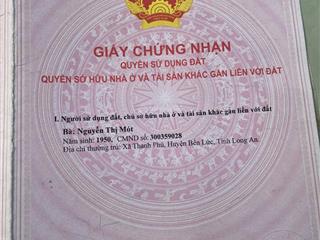 GIẤY CHỨNG NHẬN
QUYỀN SỬ DỤNG ĐẤT
QUYỀN SỞ HỮU NHÀ Ở VÀ TÀI SẢN KHÁC GẮN LIỀN VỚI ĐẤT
I. Người sử dụng đất, chủ sở hữu nhà ở và tài sản khác gắn liền với đất
Bà: Nguyễn Thị Mót
Năm sinh: 1950, CMND số: 300359028
Địa chỉ thường trú: Xã Thạnh Phú, Huyện Bến Lức, Tỉnh Long An.